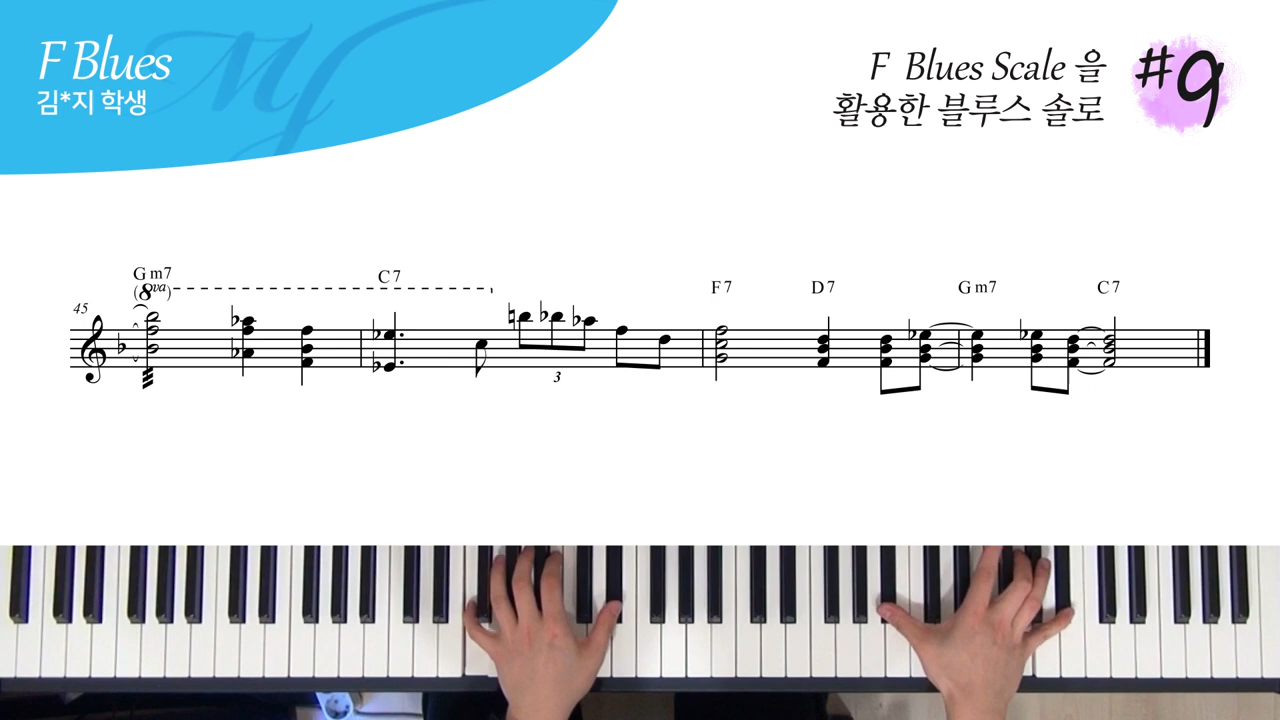 F Blues
김*지 학생
F Blues Scale 을
활용한 블루스 솔로
#9
Gm7
(8va)
C7
F7
D7
Gm7
C7
45
3